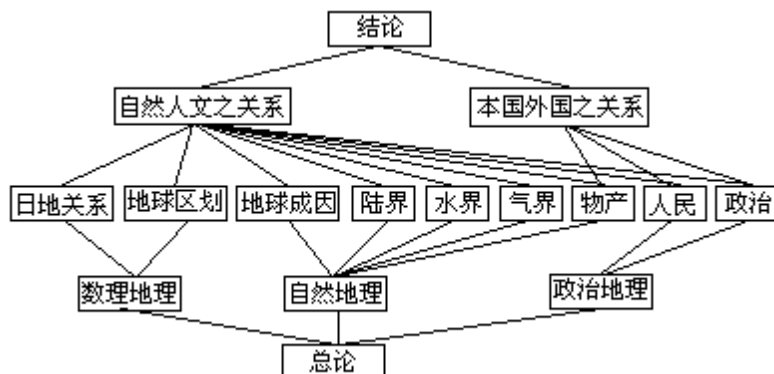 结论
自然人文之关系
本国外国之关系
日地关系
地球区划
地球成因
陆界
水界
气界
物产
人民
政治
数理地理
自然地理
政治地理
总论